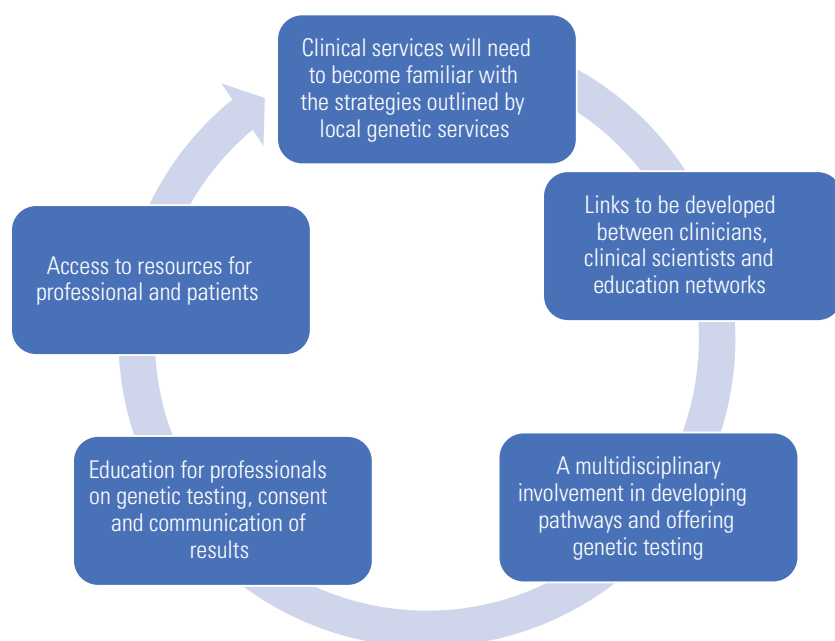 Clinical services will need
to become familiar with
the strategies outlined by
local genetic services
Links to be developed
between clinicians,
clinical scientists and
education networks
A multidisciplinary
involvement in developing
pathways and offering
genetic testing
Education for professionals
on genetic testing, consent
and communication of
results
Access to resources for
professional and patients